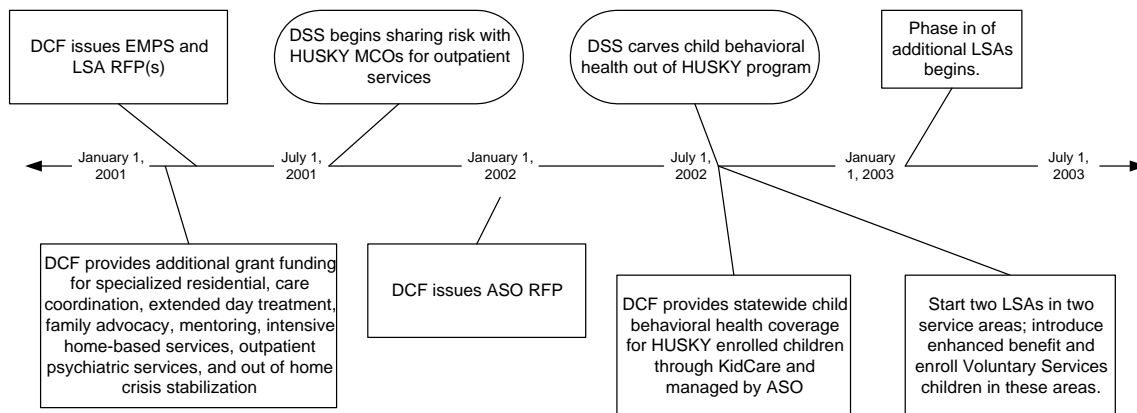 DCF issues EMPS and
LSA RFP(s)
DSS begins sharing risk with
HUSKY MCOs for outpatient
services
DSS carves child behavioral
health out of HUSKY program
Phase in of
additional LSAs
begins.
January 1,
2001
July 1,
2001
January 1,
2002
July 1,
2002
January
1, 2003
July 1,
2003
DCF provides additional grant funding
for specialized residential, care
coordination, extended day treatment,
family advocacy, mentoring, intensive
home-based services, outpatient
psychiatric services, and out of home
crisis stabilization
DCF issues ASO RFP
DCF provides statewide child
behavioral health coverage
for HUSKY enrolled children
through KidCare and
managed by ASO
Start two LSAs in two
service areas; introduce
enhanced benefit and
enroll Voluntary Services
children in these areas.